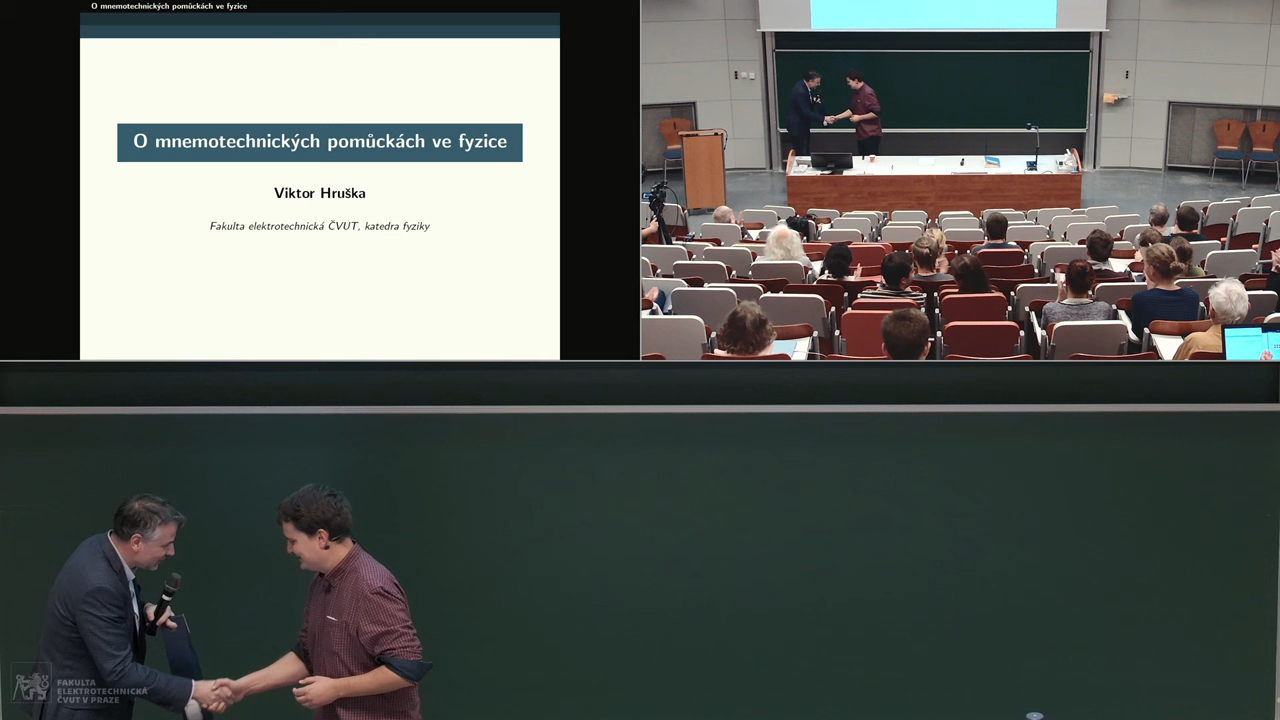 O mnemotechnických pomůckách ve fyzice
O mnemotechnických pomůckách ve fyzice
Viktor Hruška
Fakulta elektrotechnická ČVUT, katedra fyziky
FAKULTA
ELEKTROTECHNICKÁ
ČVUT V PRAZE